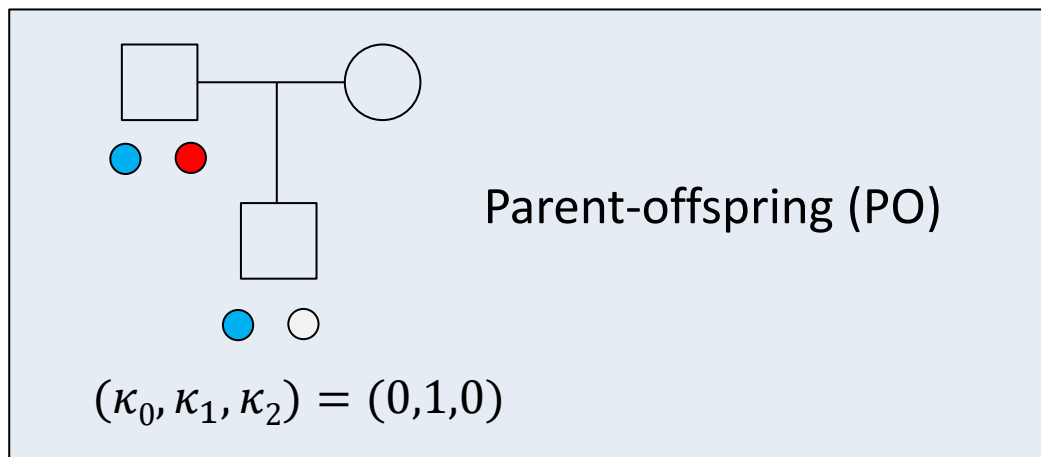 Parent-offspring (PO)
(κ₀, κ₁, κ₂) = (0,1,0)